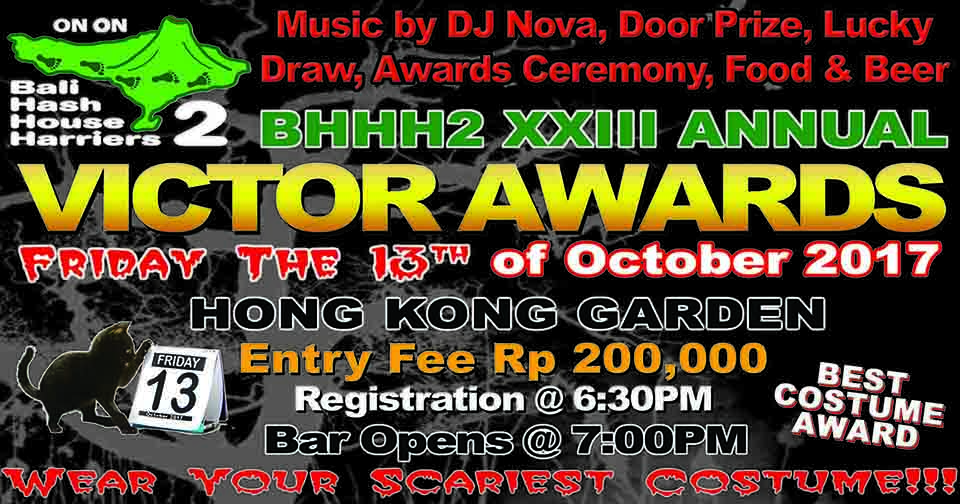 ON ON
Bali
Hash
House
Harriers 2
Music by DJ Nova, Door Prize, Lucky
Draw, Awards Ceremony, Food & Beer
BHHH2 XXIII ANNUAL
VICTOR AWARDS
FRIDAY THE 13TH of October 2017
HONG KONG GARDEN
Entry Fee Rp 200,000
FRIDAY
13
October 2017
Registration @ 6:30PM
Bar Opens @ 7:00PM
BEST
COSTUME
AWARD
WEAR YOUR SCARIEST COSTUME!!!